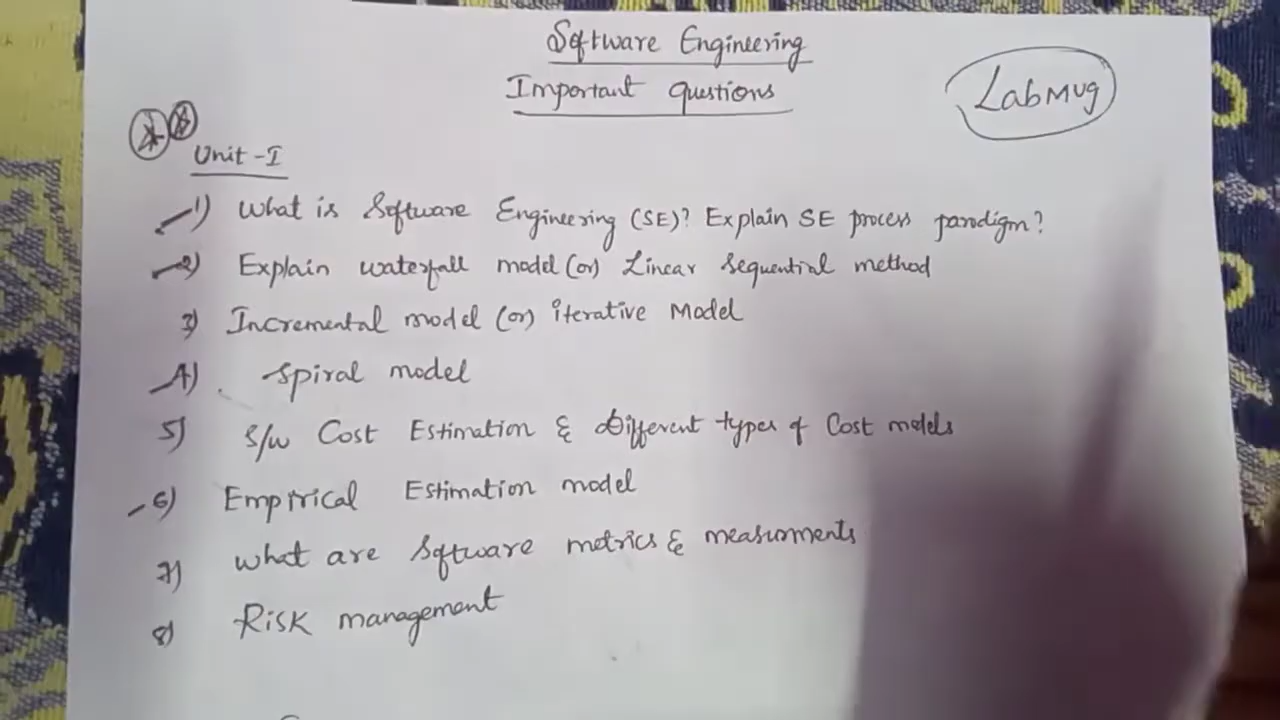 Software Engineering
Important Questions
LabMug
Unit - I
1) What is Software Engineering (SE)? Explain SE process paradigm?
2) Explain waterfall model (or) Linear Sequential method
3) Incremental model (or) iterative Model
4) Spiral model
5) S/w Cost Estimation & Different types of Cost models
6) Empirical Estimation model
7) What are Software metrics & measurments
8) Risk management